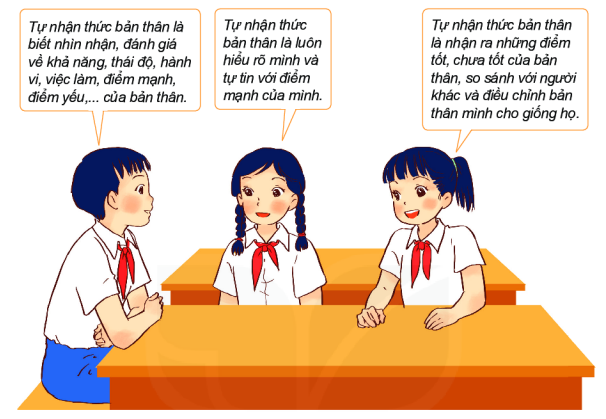 Tự nhận thức bản thân là
biết nhìn nhận, đánh giá
về khả năng, thái độ, hành
vi, việc làm, điểm mạnh,
điểm yếu,... của bản thân.
Tự nhận thức
bản thân là luôn
hiểu rõ mình và
tự tin với điểm
mạnh của mình.
Tự nhận thức bản thân
là nhận ra những điểm
tốt, chưa tốt của bản
thân, so sánh với người
khác và điều chỉnh bản
thân mình cho giống họ.